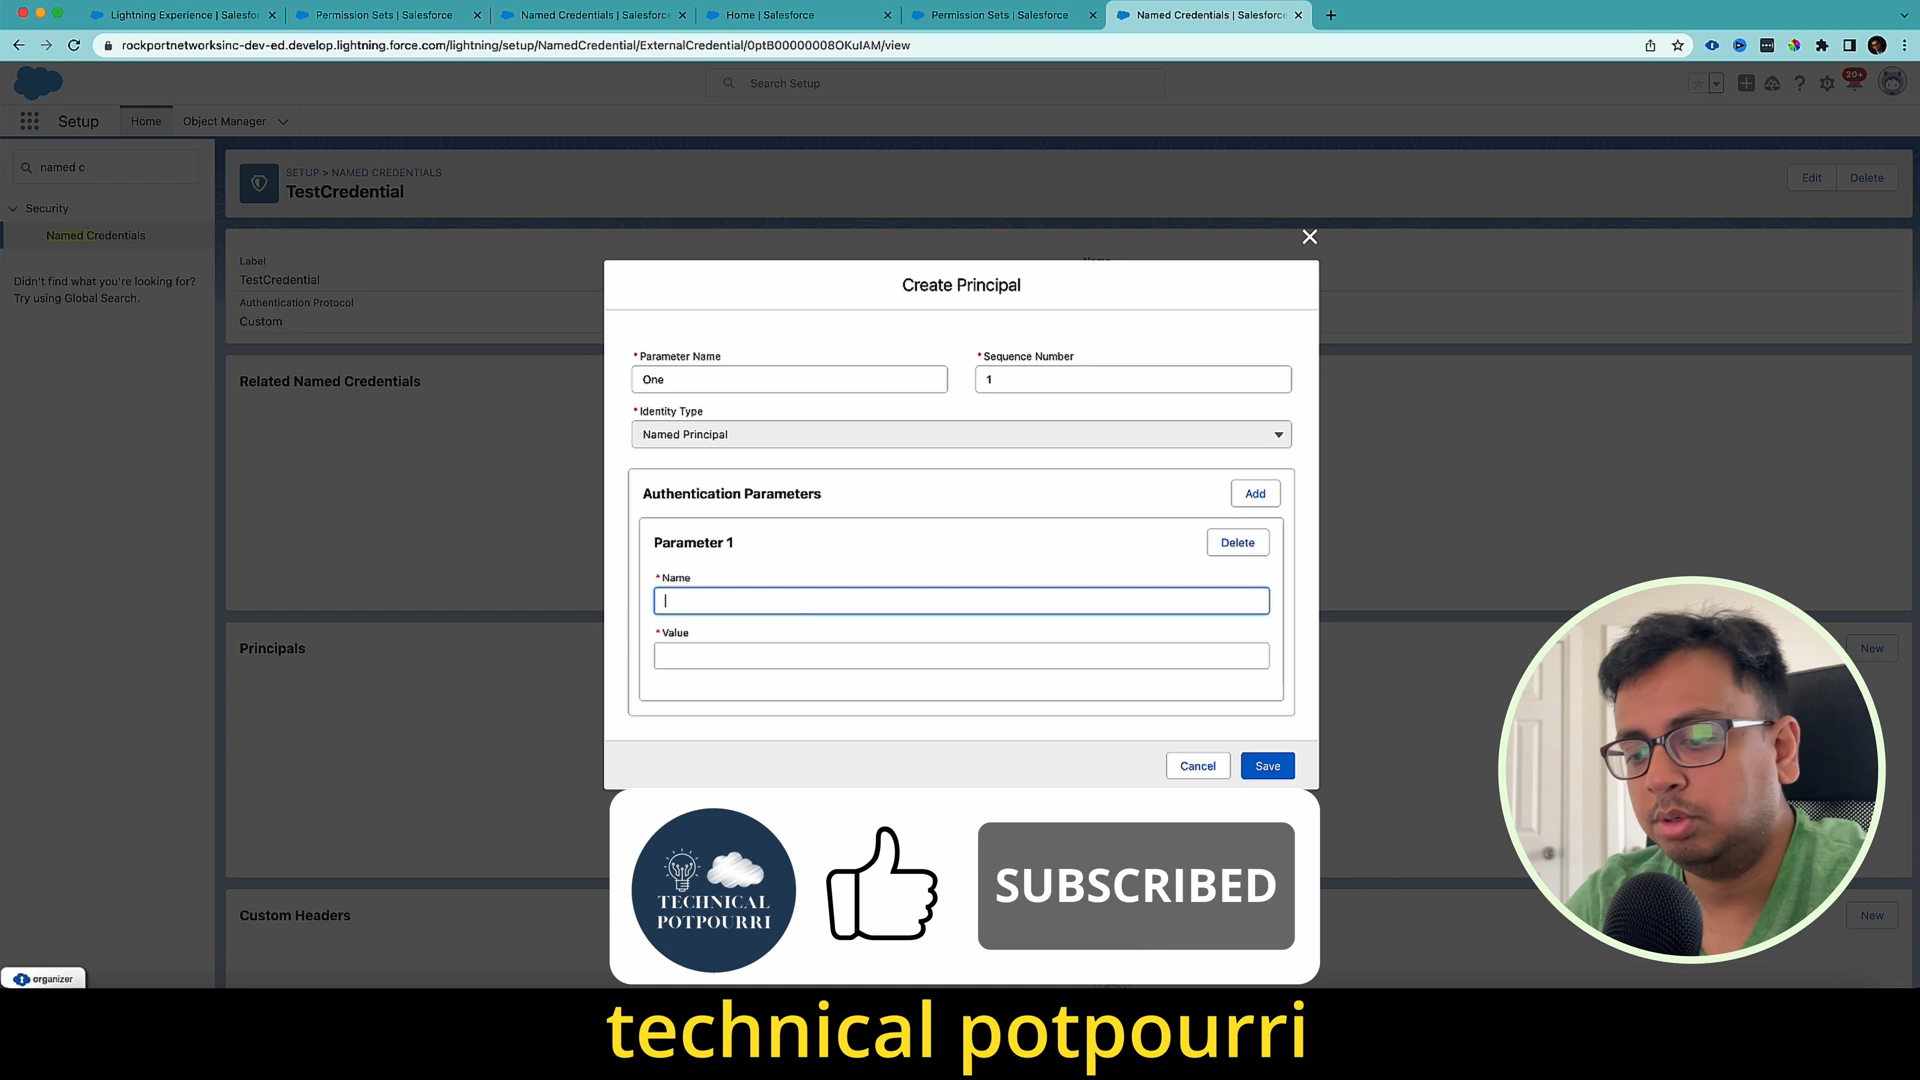 Lightning Experience | Salesfor
Permission Sets | Salesforce
Named Credentials | Salesforce
Home | Salesforce
Permission Sets | Salesforce
Named Credentials | Salesforce
rockportnetworksinc-dev-ed.develop.lightning.force.com/lightning/setup/NamedCredential/ExternalCredential/0ptB00000008OKuIAM/view
Search Setup
20+
Setup
Home
Object Manager
named c
Security
Named Credentials
Didn't find what you're looking for?
Try using Global Search.
SETUP > NAMED CREDENTIALS
TestCredential
Edit
Delete
Label
TestCredential
Authentication Protocol
Custom
Related Named Credentials
Principals
New
Custom Headers
New
Create Principal
* Parameter Name
One
* Sequence Number
1
* Identity Type
Named Principal
Authentication Parameters
Add
Parameter 1
Delete
* Name
* Value
Cancel
Save
TECHNICAL
POTPOURRI
SUBSCRIBED
organizer
technical potpourri